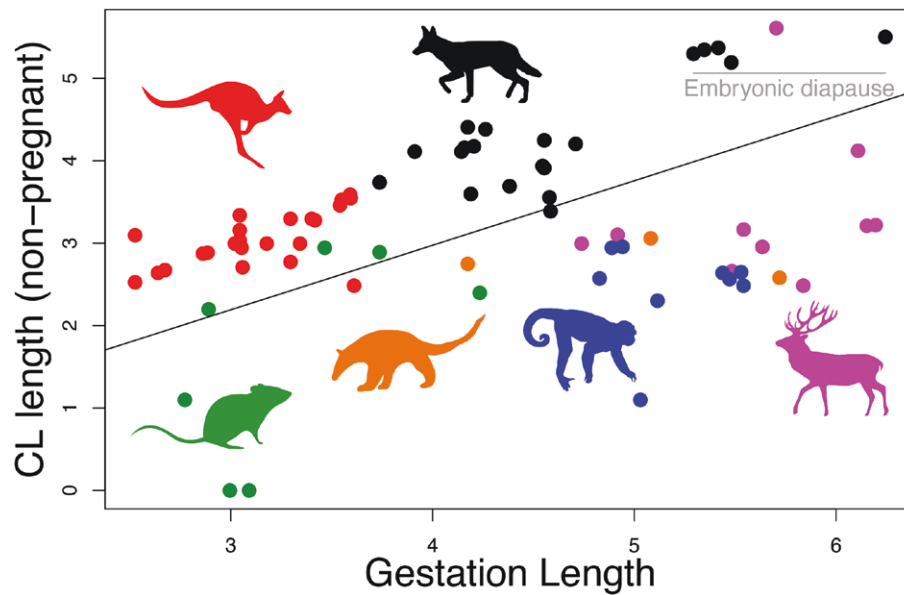 CL length (non−pregnant)
5
4
3
2
1
0
Embryonic diapause
3 4 5 6
Gestation Length